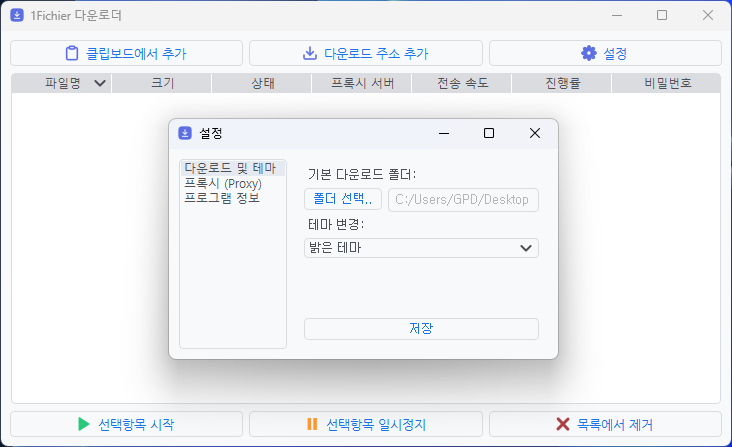 1Fichier 다운로더
클립보드에서 추가
다운로드 주소 추가
설정
파일명 크기 상태 프록시 서버 전송 속도 진행률 비밀번호
설정
다운로드 및 테마
프록시 (Proxy)
프로그램 정보
기본 다운로드 폴더:
폴더 선택.. C:/Users/GPD/Desktop
테마 변경:
밝은 테마
저장
선택항목 시작
선택항목 일시정지
목록에서 제거